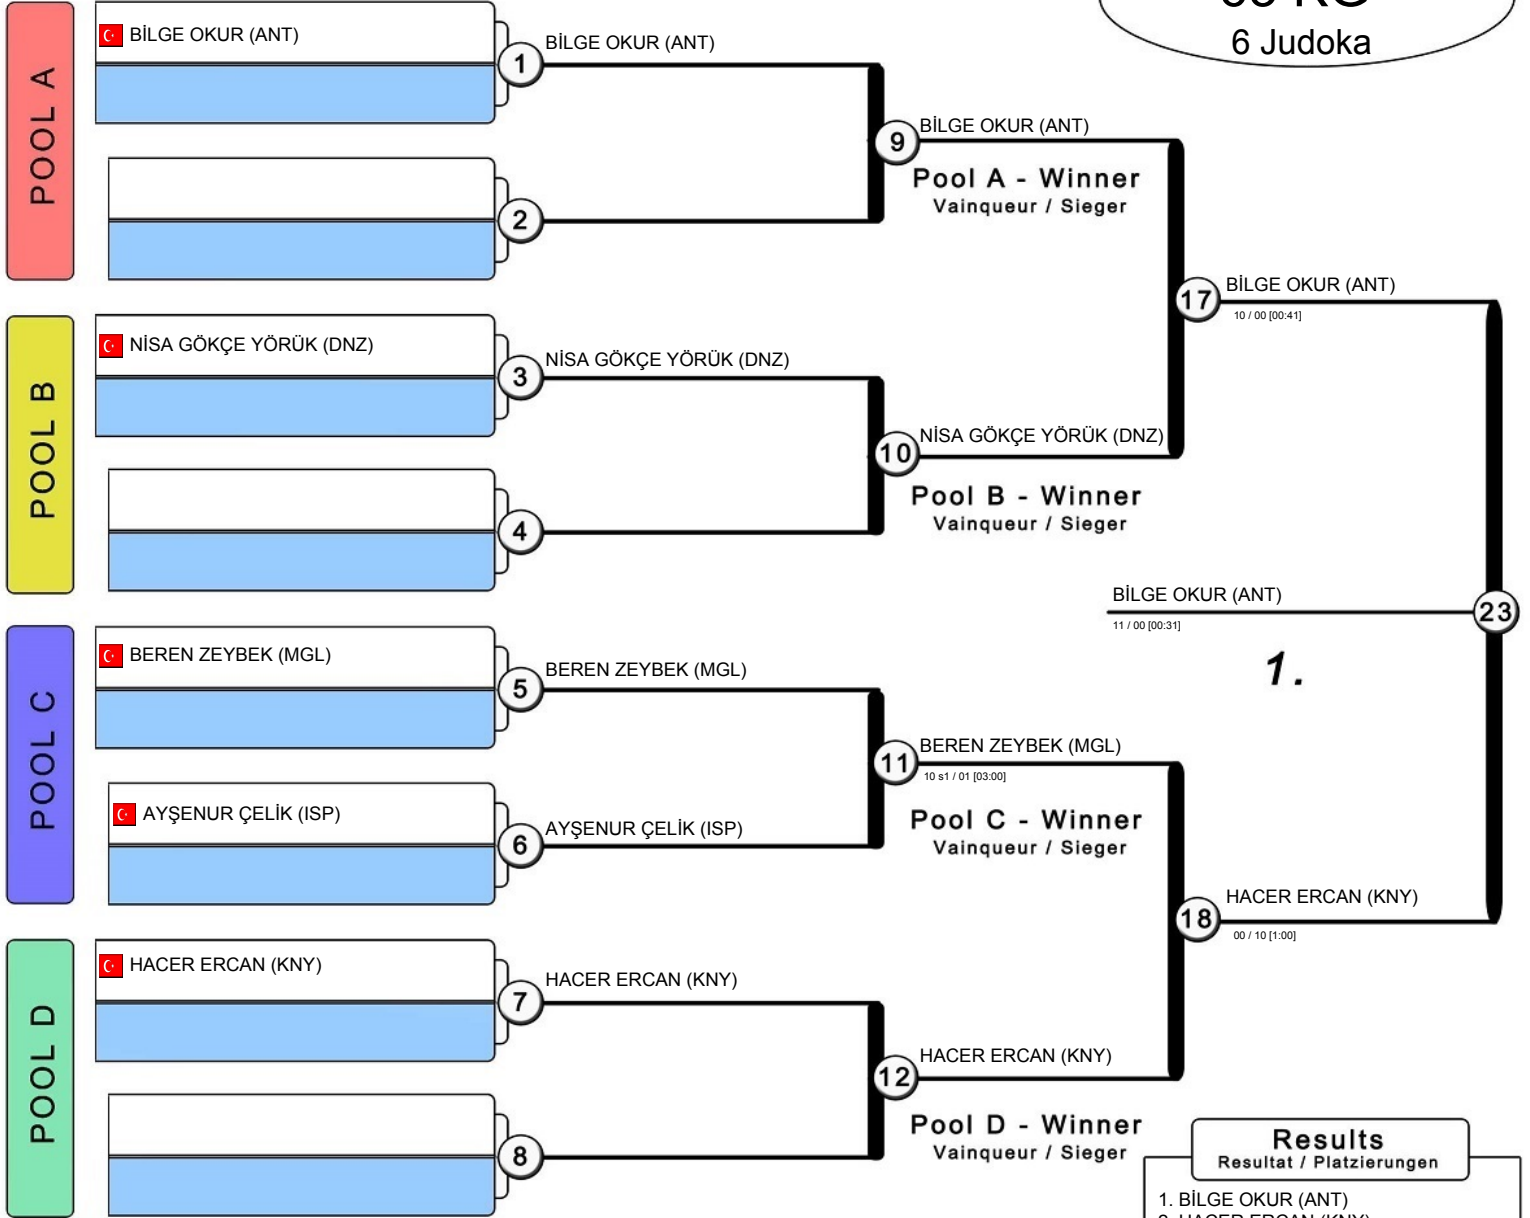 6 Judoka
POOL A
BİLGE OKUR (ANT)
1
BİLGE OKUR (ANT)
2
9
BİLGE OKUR (ANT)
Pool A - Winner
Vainqueur / Sieger
17
BİLGE OKUR (ANT)
10 / 00 [00:41]
POOL B
NİSA GÖKÇE YÖRÜK (DNZ)
3
NİSA GÖKÇE YÖRÜK (DNZ)
4
10
NİSA GÖKÇE YÖRÜK (DNZ)
Pool B - Winner
Vainqueur / Sieger
BİLGE OKUR (ANT)
11 / 00 [00:31]
23
1.
POOL C
BEREN ZEYBEK (MGL)
5
BEREN ZEYBEK (MGL)
AYŞENUR ÇELİK (ISP)
6
AYŞENUR ÇELİK (ISP)
11
BEREN ZEYBEK (MGL)
10 s1 / 01 [03:00]
Pool C - Winner
Vainqueur / Sieger
18
HACER ERCAN (KNY)
00 / 10 [1:00]
POOL D
HACER ERCAN (KNY)
7
HACER ERCAN (KNY)
8
12
HACER ERCAN (KNY)
Pool D - Winner
Vainqueur / Sieger
Results
Resultat / Platzierungen
1. BİLGE OKUR (ANT)
2. HACER ERCAN (KNY)